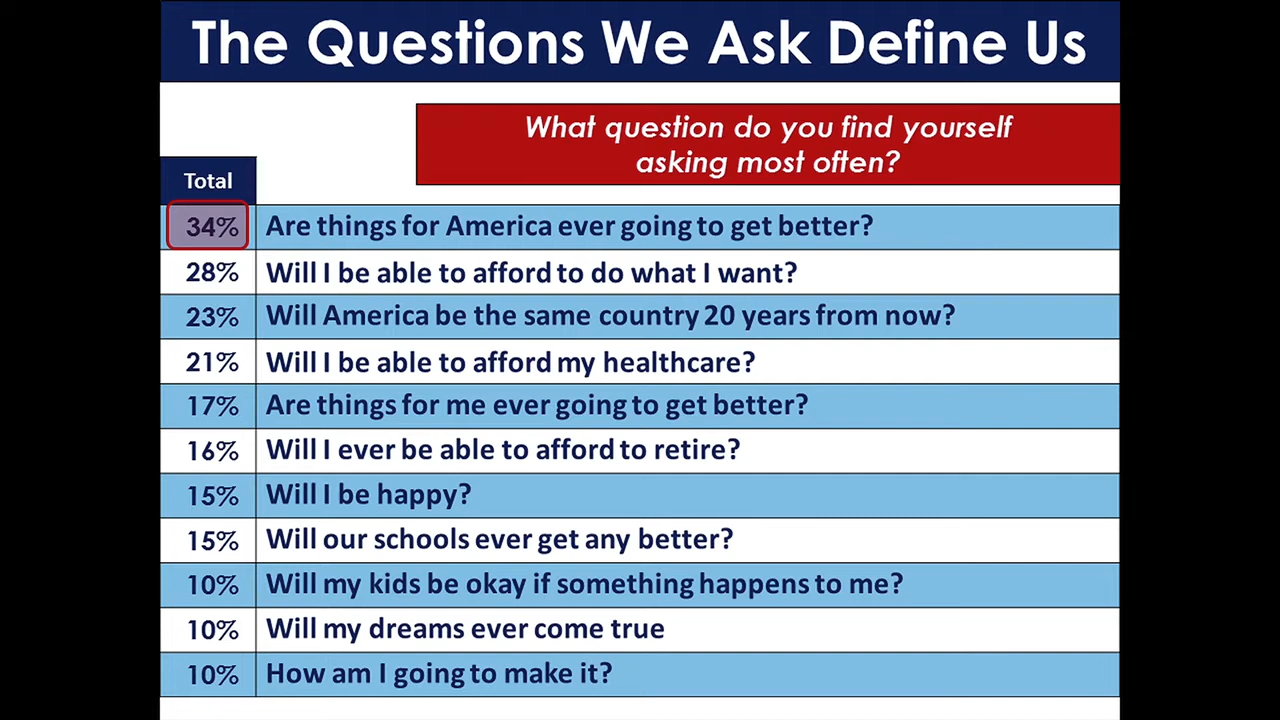 The Questions We Ask Define Us
What question do you find yourself
asking most often?
Total
34% Are things for America ever going to get better?
28% Will I be able to afford to do what I want?
23% Will America be the same country 20 years from now?
21% Will I be able to afford my healthcare?
17% Are things for me ever going to get better?
16% Will I ever be able to afford to retire?
15% Will I be happy?
15% Will our schools ever get any better?
10% Will my kids be okay if something happens to me?
10% Will my dreams ever come true
10% How am I going to make it?